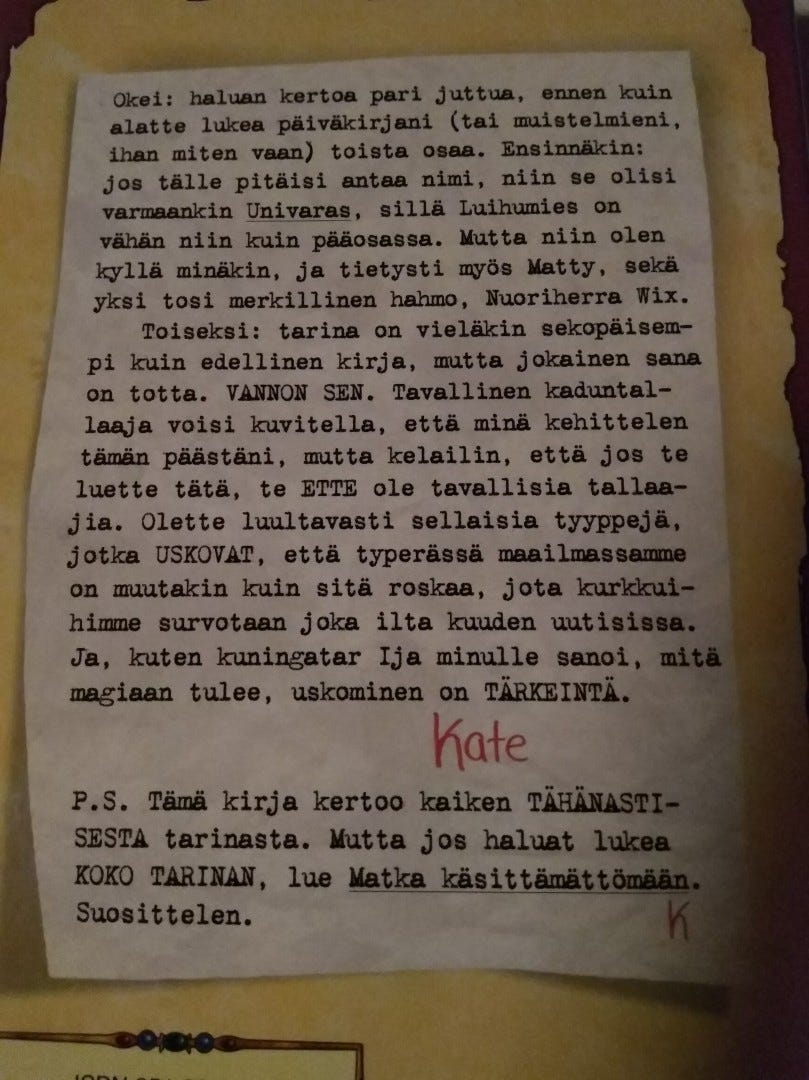 Okei: haluan kertoa pari juttua, ennen kuin
alatte lukea päiväkirjani (tai muistelmieni,
ihan miten vaan) toista osaa. Ensinnäkin:
jos tälle pitäisi antaa nimi, niin se olisi
varmaankin Univaras, sillä Luihumies on
vähän niin kuin pääosassa. Mutta niin olen
kyllä minäkin, ja tietysti myös Matty, sekä
yksi tosi merkillinen hahmo, Nuoriherra Wix.
Toiseksi: tarina on vieläkin sekopäisem-
pi kuin edellinen kirja, mutta jokainen sana
on totta. VANNON SEN. Tavallinen kaduntal-
laaja voisi kuvitella, että minä kehittelen
tämän päästäni, mutta kelailin, että jos te
luette tätä, te ETTE ole tavallisia tallaa-
jia. Olette luultavasti sellaisia tyyppejä,
jotka USKOVAT, että typerässä maailmassamme
on muutakin kuin sitä roskaa, jota kurkkui-
himme survotaan joka ilta kuuden uutisissa.
Ja, kuten kuningatar Ija minulle sanoi, mitä
magiaan tulee, uskominen on TÄRKEINTÄ.
Kate
P.S. Tämä kirja kertoo kaiken TÄHÄNASTI-
SESTA tarinasta. Mutta jos haluat lukea
KOKO TARINAN, lue Matka käsittämättömään.
Suosittelen.
K